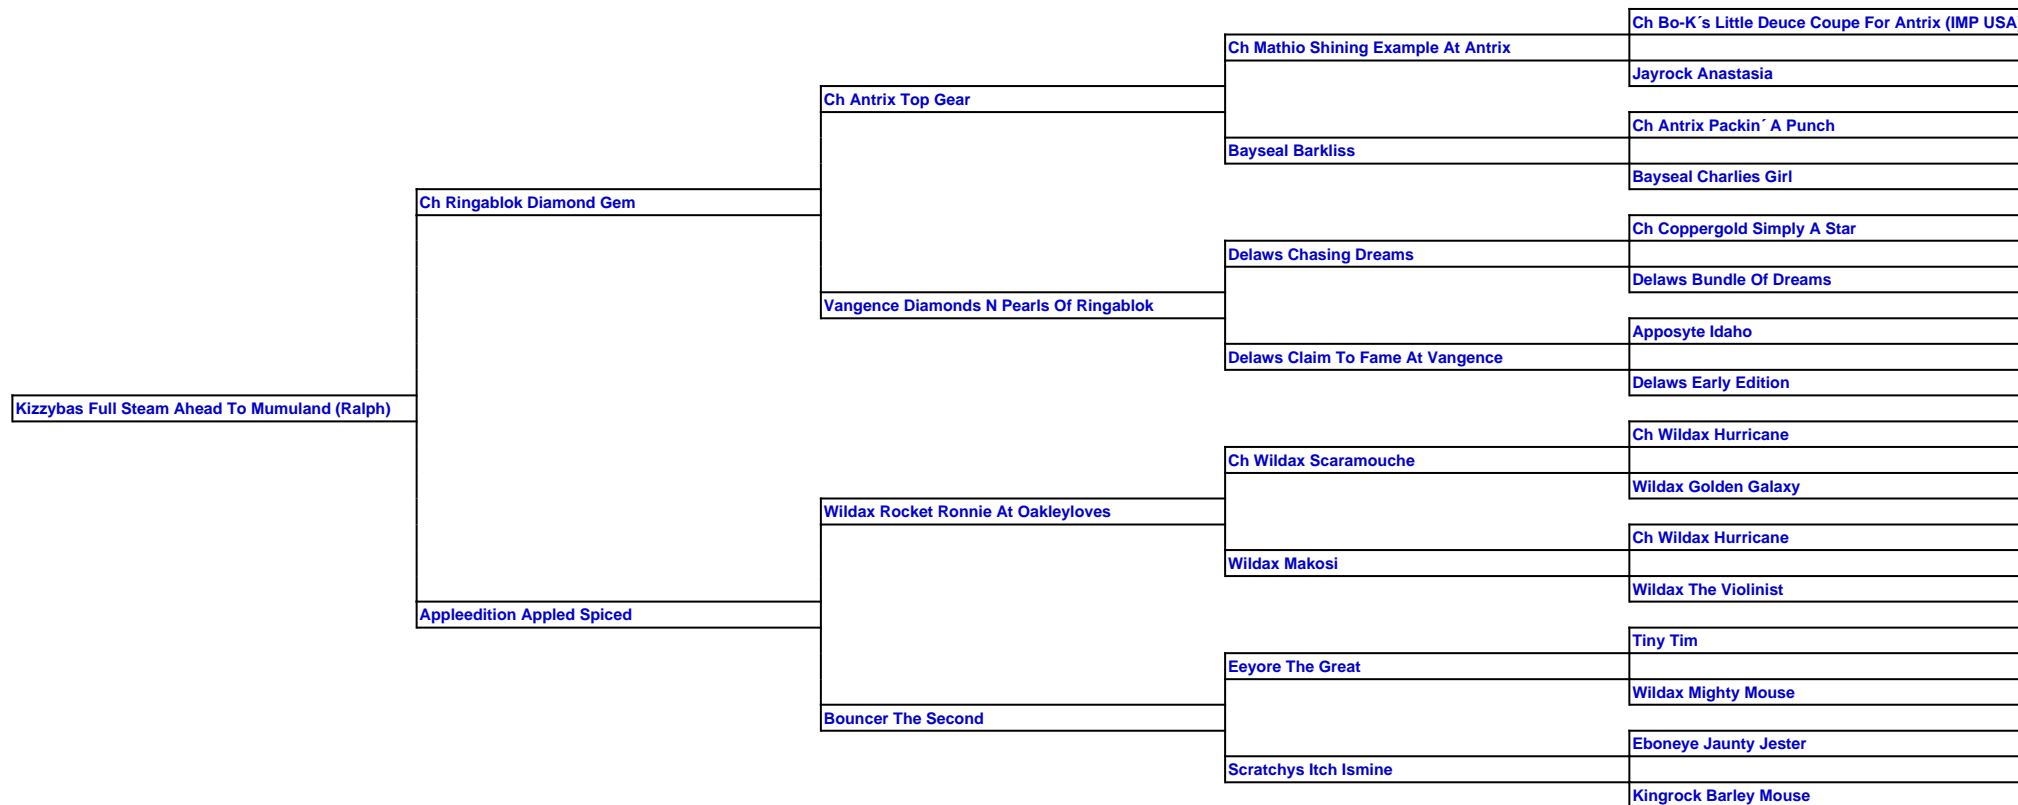 Ch Bo-K´s Little Deuce Coupe For Antrix (IMP USA
Ch Mathio Shining Example At Antrix
Jayrock Anastasia
Ch Antrix Top Gear
Ch Antrix Packin´ A Punch
Bayseal Barkliss
Bayseal Charlies Girl
Ch Ringablok Diamond Gem
Ch Coppergold Simply A Star
Delaws Chasing Dreams
Delaws Bundle Of Dreams
Vangence Diamonds N Pearls Of Ringablok
Apposyte Idaho
Delaws Claim To Fame At Vangence
Delaws Early Edition
Kizzybas Full Steam Ahead To Mumuland (Ralph)
Ch Wildax Hurricane
Ch Wildax Scaramouche
Wildax Golden Galaxy
Wildax Rocket Ronnie At Oakleyloves
Ch Wildax Hurricane
Wildax Makosi
Wildax The Violinist
Appleedition Appled Spiced
Tiny Tim
Eeyore The Great
Wildax Mighty Mouse
Bouncer The Second
Eboneye Jaunty Jester
Scratchys Itch Ismine
Kingrock Barley Mouse